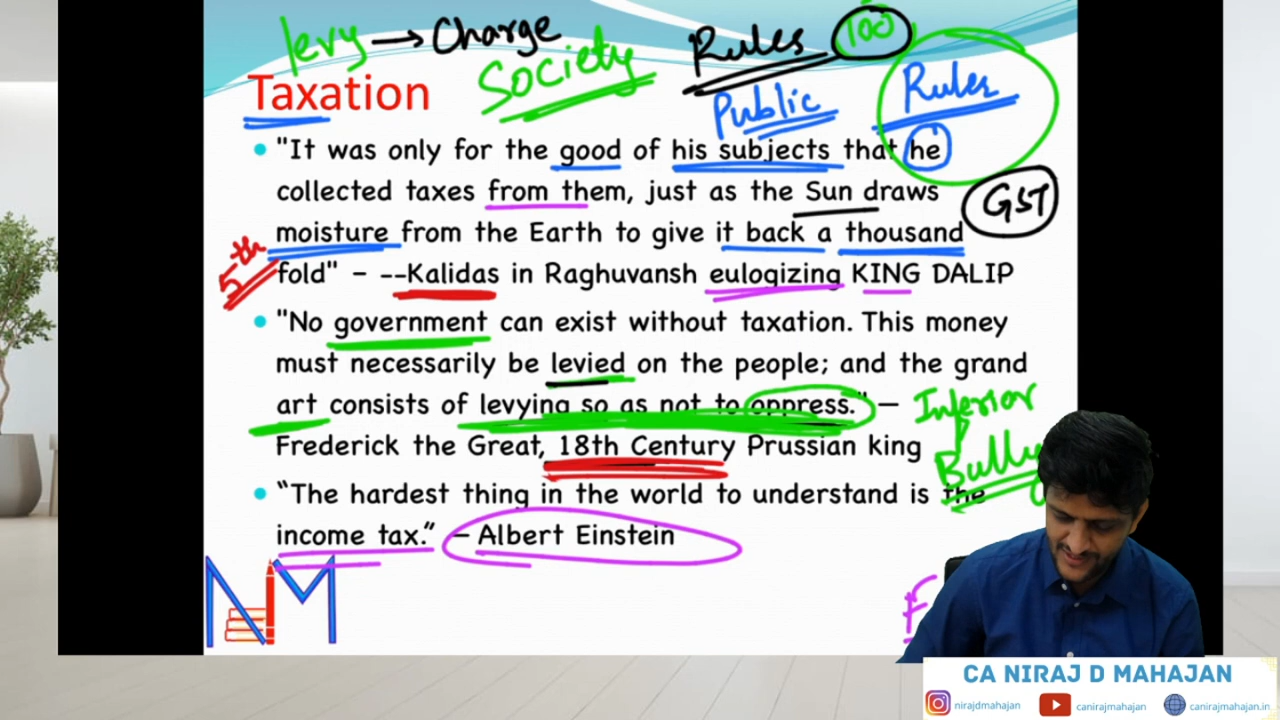 levy → Charge
Society
Rules 100
Rules
Public
Taxation
"It was only for the good of his subjects that he
collected taxes from them, just as the Sun draws
GST
moisture from the Earth to give it back a thousand
5th
fold" - --Kalidas in Raghuvansh eulogizing KING DALIP
"No government can exist without taxation. This money
must necessarily be levied on the people; and the grand
art consists of levying so as not to oppress." —
Inferior
Frederick the Great, 18th Century Prussian king
Bully
“The hardest thing in the world to understand is the
income tax.” – Albert Einstein
NM
F
CA NIRAJ D MAHAJAN
nirajdmahajan
canirajmahajan
canirajmahajan.in